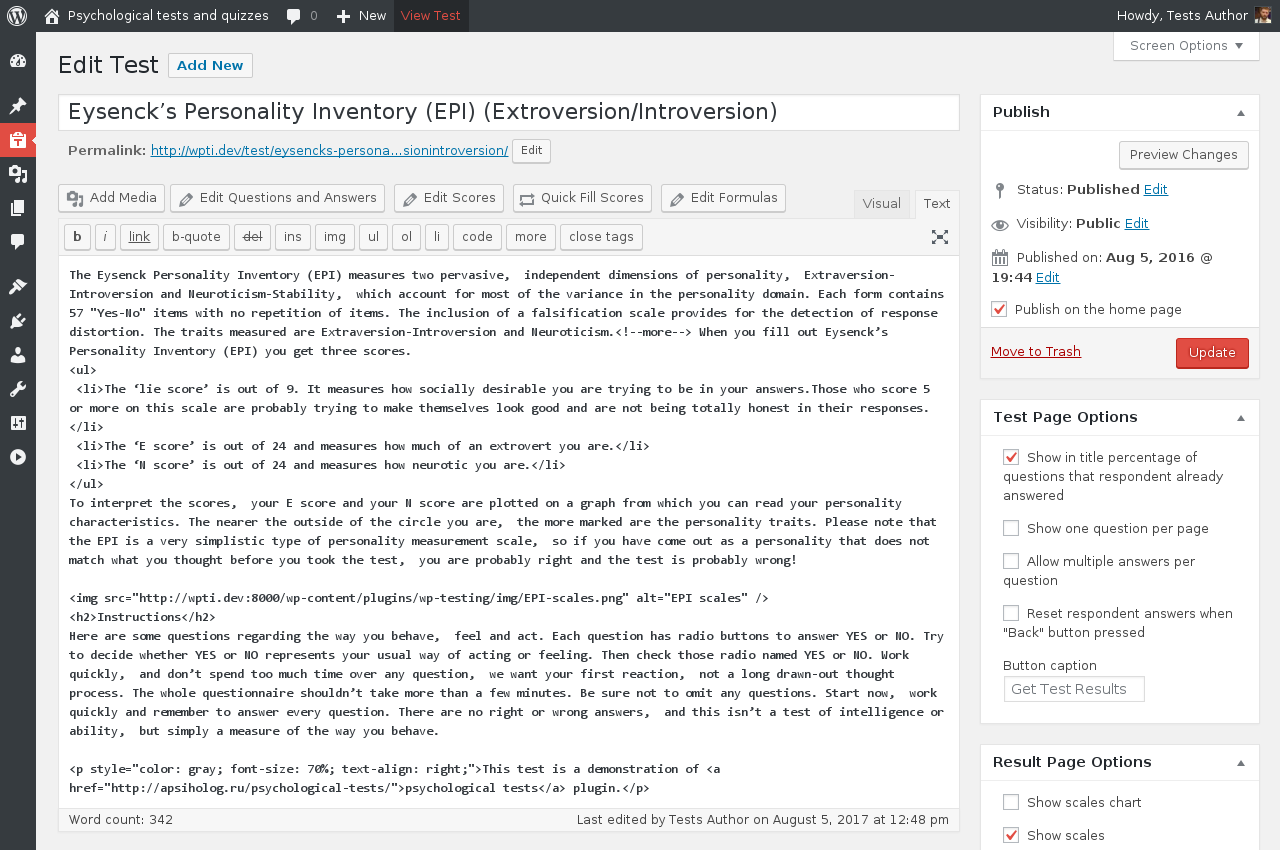 Psychological tests and quizzes 0 New View Test Howdy, Tests Author
Screen Options
Edit Test Add New
Eysenck’s Personality Inventory (EPI) (Extroversion/Introversion)
Permalink: http://wpti.dev/test/eysencks-persona…sionintroversion/ Edit
Add Media Edit Questions and Answers Edit Scores Quick Fill Scores Edit Formulas Visual Text
b i link b-quote del ins img ul ol li code more close tags
The Eysenck Personality Inventory (EPI) measures two pervasive,  independent dimensions of personality,  Extraversion-
Introversion and Neuroticism-Stability,  which account for most of the variance in the personality domain. Each form contains
57 "Yes-No" items with no repetition of items. The inclusion of a falsification scale provides for the detection of response
distortion. The traits measured are Extraversion-Introversion and Neuroticism.<!--more--> When you fill out Eysenck’s
Personality Inventory (EPI) you get three scores.
<ul>
 <li>The ‘lie score’ is out of 9. It measures how socially desirable you are trying to be in your answers.Those who score 5
or more on this scale are probably trying to make themselves look good and are not being totally honest in their responses.
</li>
 <li>The ‘E score’ is out of 24 and measures how much of an extrovert you are.</li>
 <li>The ‘N score’ is out of 24 and measures how neurotic you are.</li>
</ul>
To interpret the scores,  your E score and your N score are plotted on a graph from which you can read your personality
characteristics. The nearer the outside of the circle you are,  the more marked are the personality traits. Please note that
the EPI is a very simplistic type of personality measurement scale,  so if you have come out as a personality that does not
match what you thought before you took the test,  you are probably right and the test is probably wrong!
<img src="http://wpti.dev:8000/wp-content/plugins/wp-testing/img/EPI-scales.png" alt="EPI scales" />
<h2>Instructions</h2>
Here are some questions regarding the way you behave,  feel and act. Each question has radio buttons to answer YES or NO. Try
to decide whether YES or NO represents your usual way of acting or feeling. Then check those radio named YES or NO. Work
quickly,  and don’t spend too much time over any question,  we want your first reaction,  not a long drawn-out thought
process. The whole questionnaire shouldn’t take more than a few minutes. Be sure not to omit any questions. Start now,  work
quickly and remember to answer every question. There are no right or wrong answers,  and this isn’t a test of intelligence or
ability,  but simply a measure of the way you behave.
<p style="color: gray; font-size: 70%; text-align: right;">This test is a demonstration of <a
href="http://apsiholog.ru/psychological-tests/">psychological tests</a> plugin.</p>
Word count: 342 Last edited by Tests Author on August 5, 2017 at 12:48 pm
Publish
Preview Changes
Status: Published Edit
Visibility: Public Edit
Published on: Aug 5, 2016 @
19:44 Edit
Publish on the home page
Move to Trash Update
Test Page Options
Show in title percentage of
questions that respondent already
answered
Show one question per page
Allow multiple answers per
question
Reset respondent answers when
"Back" button pressed
Button caption
Get Test Results
Result Page Options
Show scales chart
Show scales